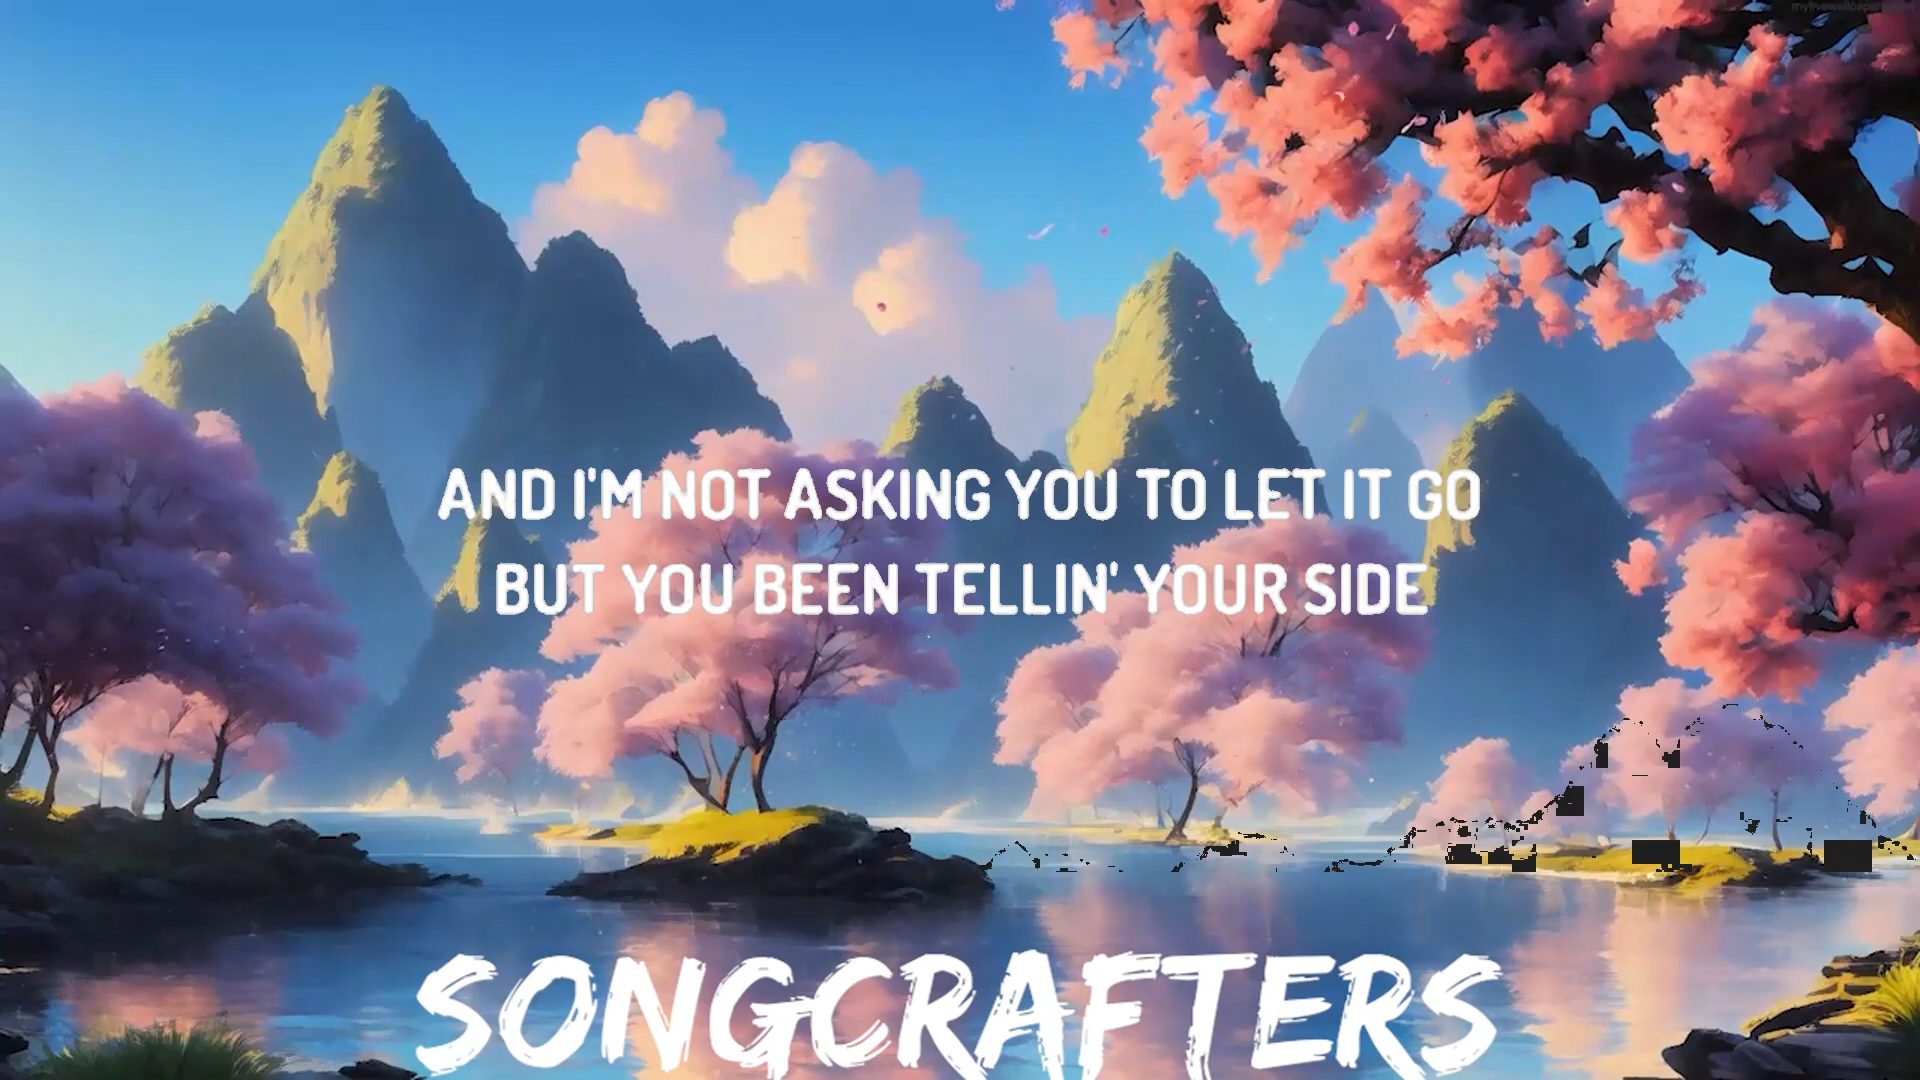 AND I'M NOT ASKING YOU TO LET IT GO
BUT YOU BEEN TELLIN' YOUR SIDE
SONGCRAFTERS